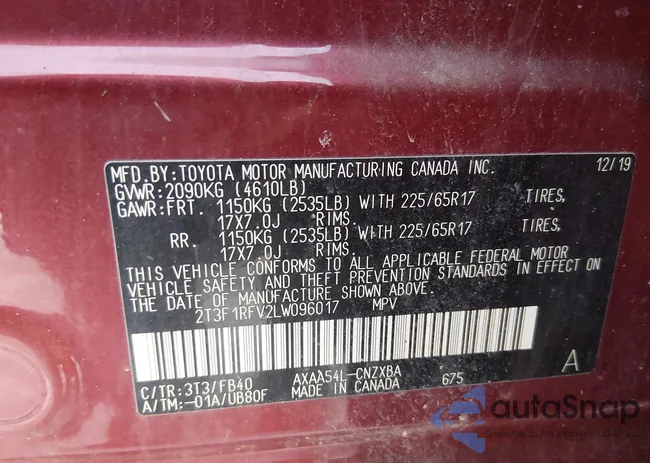 MFD.BY:TOYOTA MOTOR MANUFACTURING CANADA INC. 12/19
GVWR:2090KG (4610LB)
GAWR:FRT. 1150KG (2535LB) WITH 225/65R17 TIRES,
17X7.0J RIMS.
RR. 1150KG (2535LB) WITH 225/65R17 TIRES,
17X7.0J RIMS.
THIS VEHICLE CONFORMS TO ALL APPLICABLE FEDERAL MOTOR
VEHICLE SAFETY AND THEFT PREVENTION STANDARDS IN EFFECT ON
THE DATE OF MANUFACTURE SHOWN ABOVE.
2T3F1RFV2LW096017 MPV
C/TR:3T3/FB40 AXAA54L-CNZXBA 675 A
A/TM:-01A/UB80F MADE IN CANADA
autoSnap